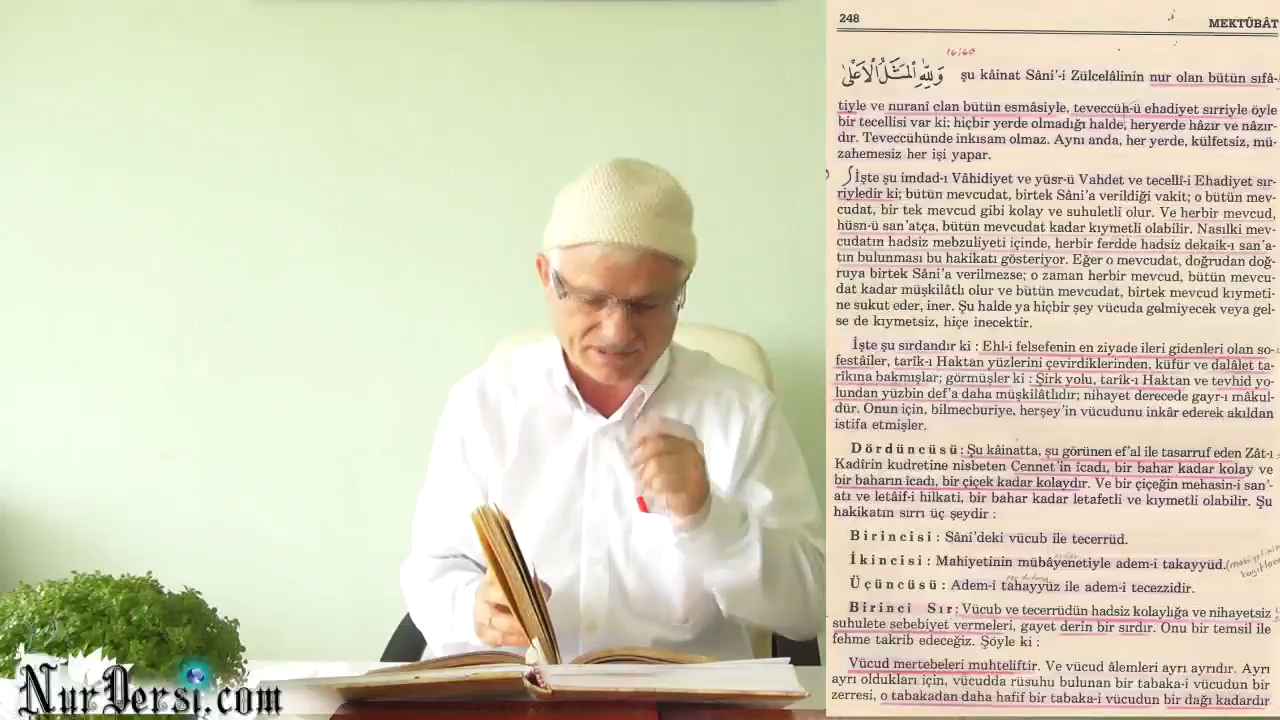 248
MEKTÛBÂT
16:60
وَلِلّٰهِ الْمَثَلُ الْاَعْلٰى şu kâinat Sâni'-i Zülcelâlinin nur olan bütün sıfâ-
tiyle ve nuranî olan bütün esmâsiyle, teveccüh-ü ehadiyet sırriyle öyle
bir tecellisi var ki; hiçbir yerde olmadığı halde, heryerde hâzır ve nâzır-
dır. Teveccühünde inkısam olmaz. Aynı anda, her yerde, külfetsiz, mü-
zahemesiz her işi yapar.
İşte şu imdad-ı Vâhidiyet ve yüsr-ü Vahdet ve tecellî-i Ehadiyet sır-
riyledir ki; bütün mevcudat, birtek Sâni'a verildiği vakit; o bütün mev-
cudat, bir tek mevcud gibi kolay ve suhuletli olur. Ve herbir mevcud,
hüsn-ü san'atça, bütün mevcudat kadar kıymetli olabilir. Nasılki mev-
cudatın hadsiz mebzuliyeti içinde, herbir ferdde hadsiz dekaik-ı san'a-
tın bulunması bu hakikatı gösteriyor. Eğer o mevcudat, doğrudan doğ-
ruya birtek Sâni'a verilmezse; o zaman herbir mevcud, bütün mevcu-
dat kadar müşkilâtlı olur ve bütün mevcudat, birtek mevcud kıymeti-
ne sukut eder, iner. Şu halde ya hiçbir şey vücuda gelmiyecek veya gel-
se de kıymetsiz, hiçe inecektir.
İşte şu sırdandır ki : Ehl-i felsefenin en ziyade ileri gidenleri olan so-
festâiler, tarîk-ı Haktan yüzlerini çevirdiklerinden, küfür ve dalâlet ta-
rîkına bakmışlar; görmüşler ki : Şirk yolu, tarîk-ı Haktan ve tevhid yo-
lundan yüzbin def'a daha müşkilâtlıdır; nihayet derecede gayr-ı mâkul-
dür. Onun için, bilmecburiye, herşey'in vücudunu inkâr ederek akıldan
istifa etmişler.
Dördüncüsü: Şu kâinatta, şu görünen ef'al ile tasarruf eden Zât-ı
Kadîrin kudretine nisbeten Cennet'in îcadı, bir bahar kadar kolay ve
bir baharın îcadı, bir çiçek kadar kolaydır. Ve bir çiçeğin mehasin-i san'-
atı ve letâif-i hilkati, bir bahar kadar letafetli ve kıymetli olabilir. Şu
hakikatın sırrı üç şeydir :
Birincisi: Sâni'deki vücub ile tecerrüd.
İkincisi: Mahiyetinin mübâyenetiyle adem-i takayyüd.
Üçüncüsü: Adem-i tahayyüz ile adem-i tecezzidir.
Birinci Sır: Vücub ve tecerrüdün hadsiz kolaylığa ve nihayetsiz
suhulete sebebiyet vermeleri, gayet derin bir sırdır. Onu bir temsil ile
fehme takrib edeceğiz. Şöyle ki :
Vücud mertebeleri muhteliftir. Ve vücud âlemleri ayrı ayrıdır. Ayrı
ayrı oldukları için, vücudda rüsuhu bulunan bir tabaka-i vücudun bir
zerresi, o tabakadan daha hafif bir tabaka-i vücudun bir dağı kadardır
NurDersi.com